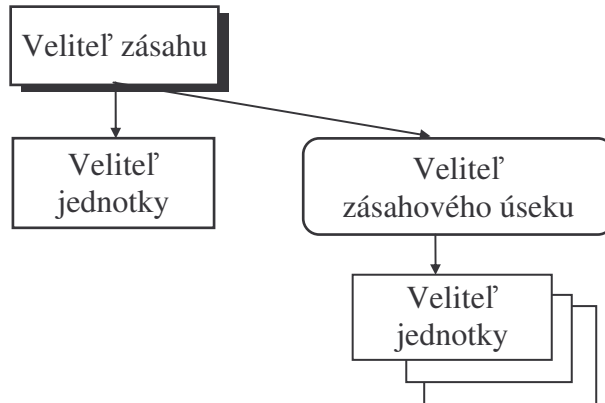 Veliteľ zásahu
Veliteľ
jednotky
Veliteľ
zásahového úseku
Veliteľ
jednotky